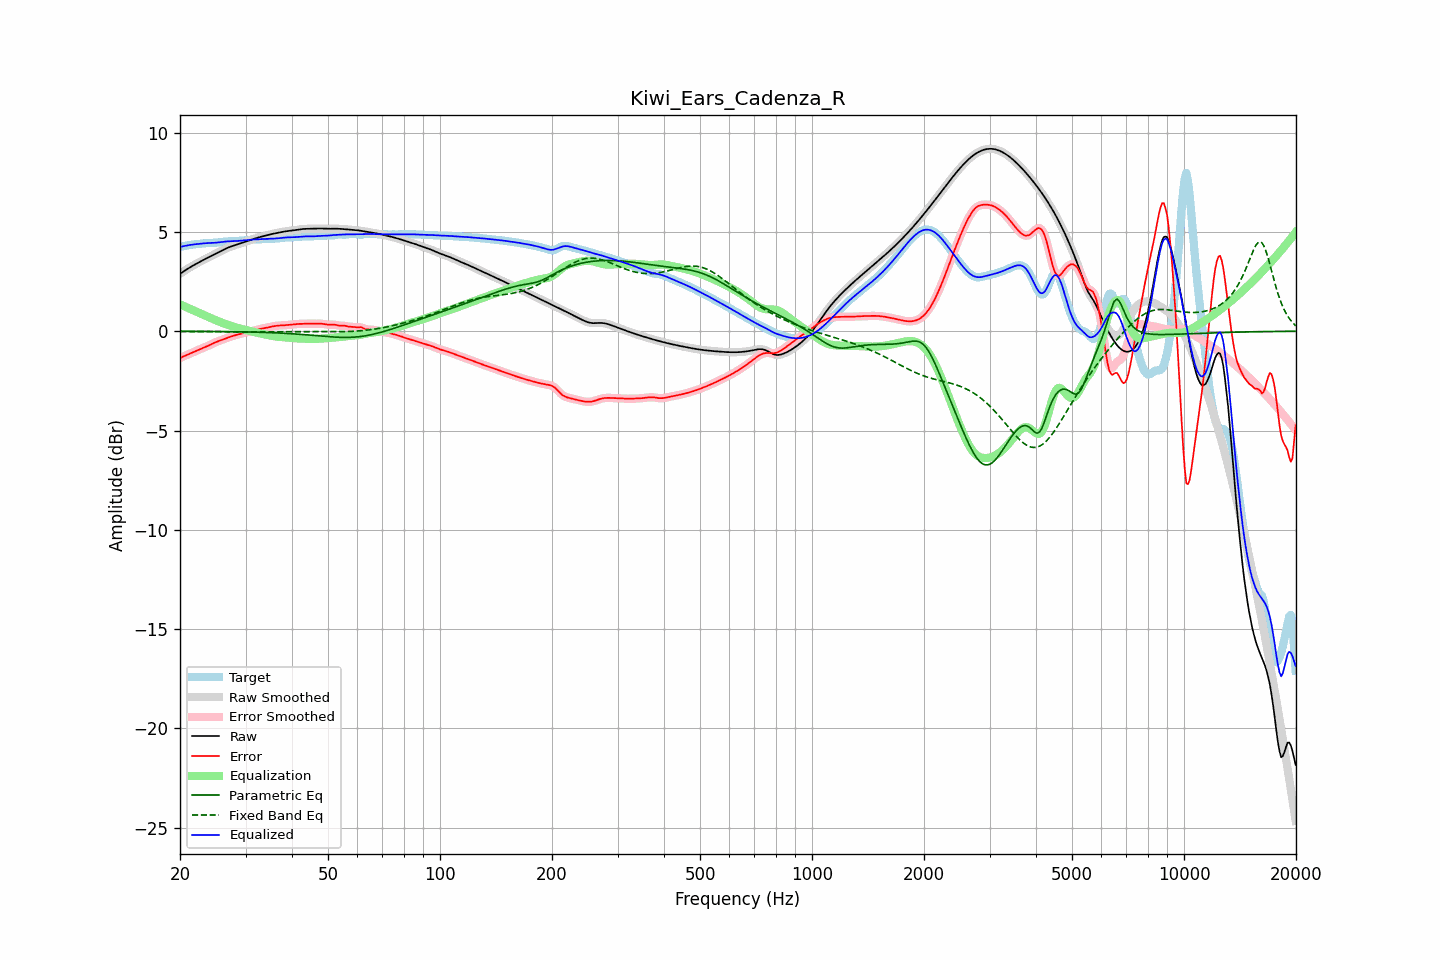 Kiwi_Ears_Cadenza_R
10
5
0
−5
−10
−15
−20
−25
Amplitude (dBr)
Target
Raw Smoothed
Error Smoothed
Raw
Error
Equalization
Parametric Eq
Fixed Band Eq
Equalized
20 50 100 200 500 1000 2000 5000 10000 20000
Frequency (Hz)